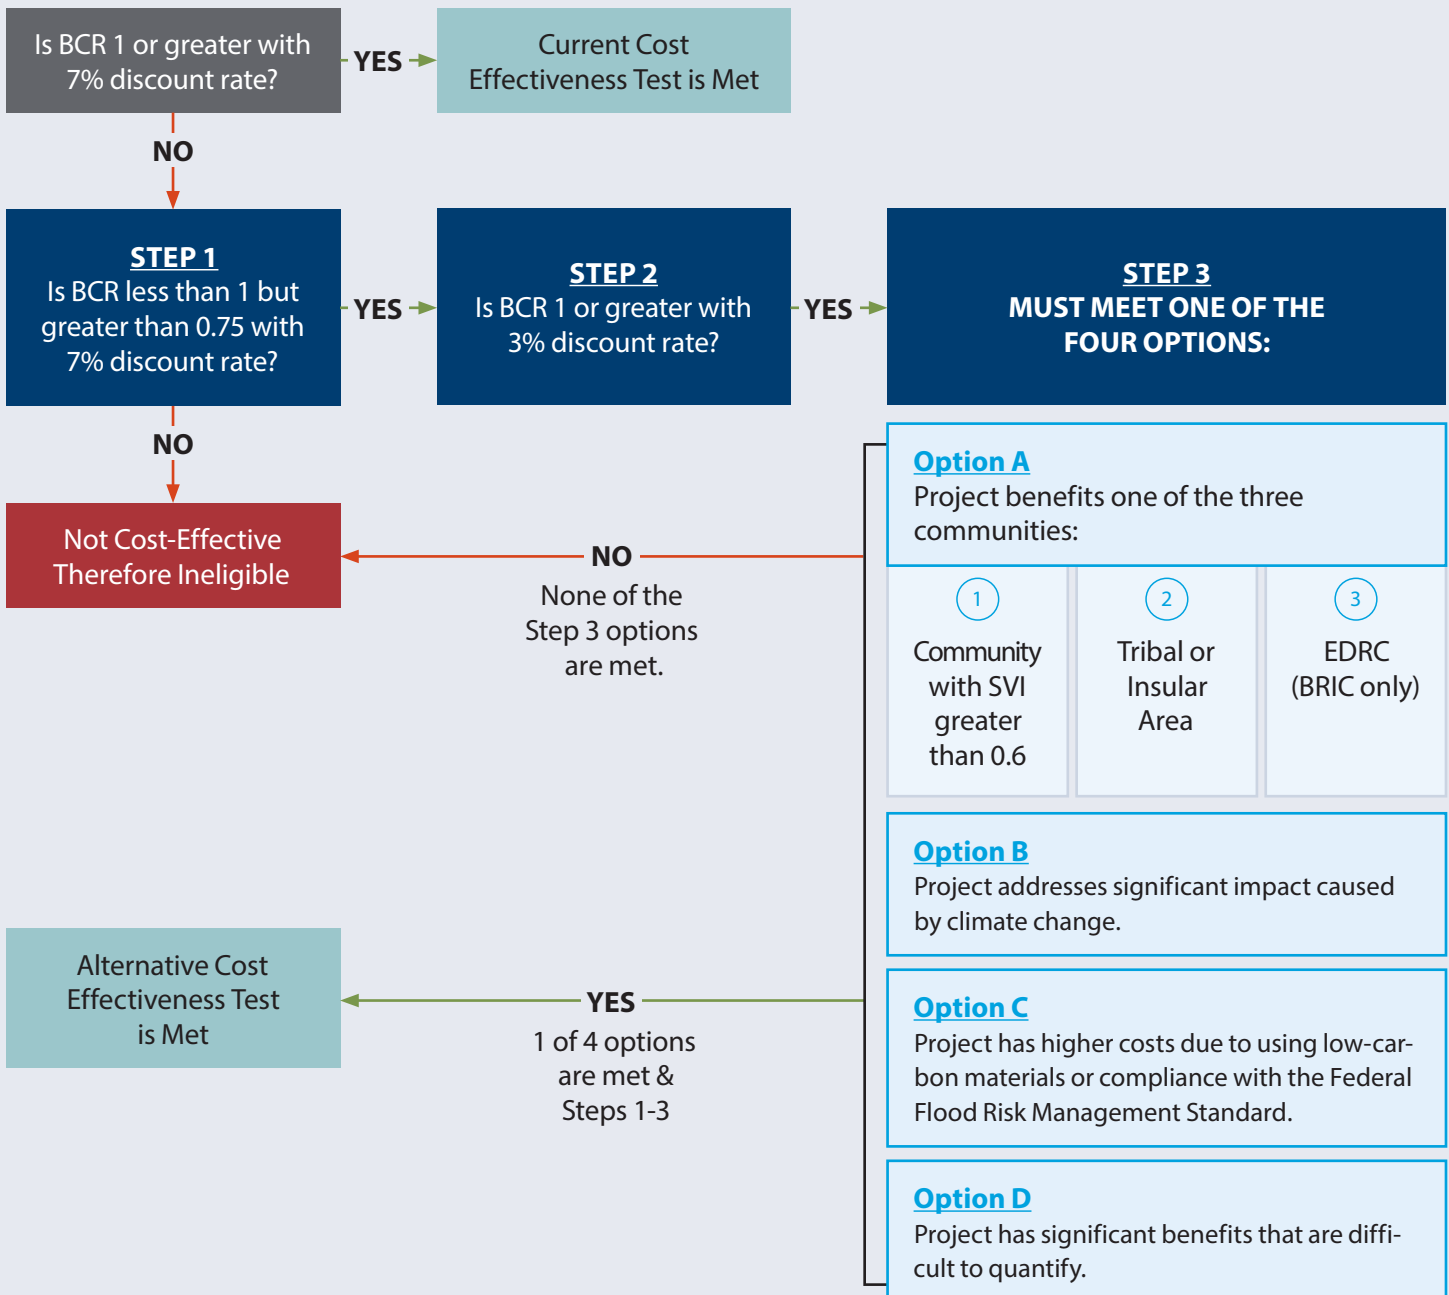 Is BCR 1 or greater with
7% discount rate?
YES
Current Cost
Effectiveness Test is Met
NO
STEP 1
Is BCR less than 1 but
greater than 0.75 with
7% discount rate?
YES
STEP 2
Is BCR 1 or greater with
3% discount rate?
YES
STEP 3
MUST MEET ONE OF THE
FOUR OPTIONS:
NO
Not Cost-Effective
Therefore Ineligible
NO
None of the
Step 3 options
are met.
Option A
Project benefits one of the three
communities:
1
Community
with SVI
greater
than 0.6
2
Tribal or
Insular
Area
3
EDRC
(BRIC only)
Option B
Project addresses significant impact caused
by climate change.
Alternative Cost
Effectiveness Test
is Met
YES
1 of 4 options
are met &
Steps 1-3
Option C
Project has higher costs due to using low-car-
bon materials or compliance with the Federal
Flood Risk Management Standard.
Option D
Project has significant benefits that are diffi-
cult to quantify.